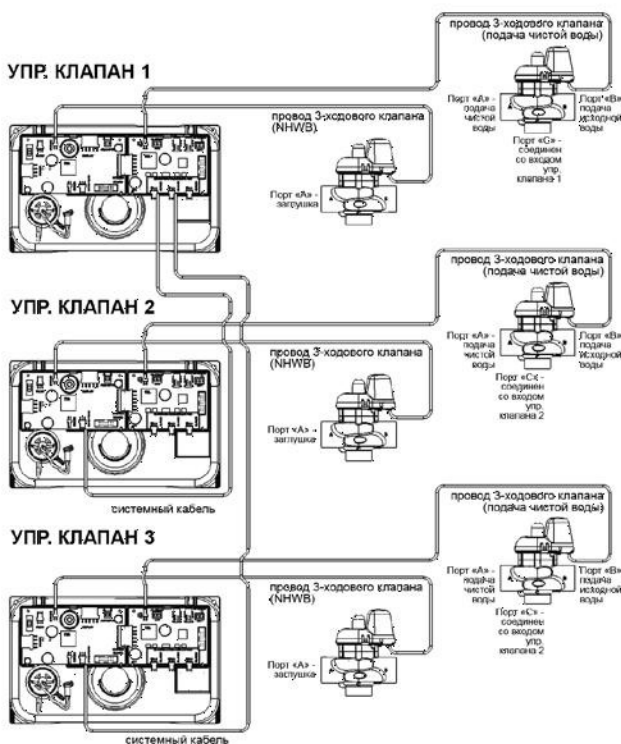 провод 3-ходового клапана
(подача чистой воды)
УПР. КЛАПАН 1
провод 3-ходового клапана
(NHWB)
Порт «А» -
заглушка
Порт «А» -
подача
чистой
воды
Порт «В»
подача
исходной
воды
Порт «С» -
соединен
со входом
упр.
клапана 1
провод 3-ходового клапана
(подача чистой воды)
УПР. КЛАПАН 2
провод 3-ходового клапана
(NHWB)
Порт «А» -
заглушка
Порт «А» -
подача
чистой
воды
Порт «В»
подача
исходной
воды
Порт «С» -
соединен
со входом
упр.
клапана 2
системный кабель
провод 3-ходового клапана
(подача чистой воды)
УПР. КЛАПАН 3
провод 3-ходового клапана
(NHWB)
Порт «А» -
заглушка
Порт «А» -
подача
чистой
воды
Порт «В»
подача
исходной
воды
Порт «С» -
соединен
со входом
упр.
клапана 2
системный кабель